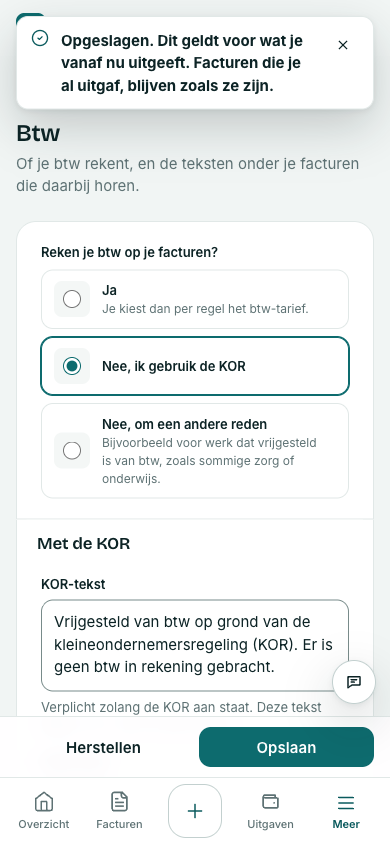 Opgeslagen. Dit geldt voor wat je
vanaf nu uitgeeft. Facturen die je
al uitgaf, blijven zoals ze zijn.
Btw
Of je btw rekent, en de teksten onder je facturen
die daarbij horen.
Reken je btw op je facturen?
Ja
Je kiest dan per regel het btw-tarief.
Nee, ik gebruik de KOR
Nee, om een andere reden
Bijvoorbeeld voor werk dat vrijgesteld
is van btw, zoals sommige zorg of
onderwijs.
Met de KOR
KOR-tekst
Vrijgesteld van btw op grond van de
kleineondernemersregeling (KOR). Er is
geen btw in rekening gebracht.
Verplicht zolang de KOR aan staat. Deze tekst
Herstellen
Opslaan
Overzicht
Facturen
Uitgaven
Meer